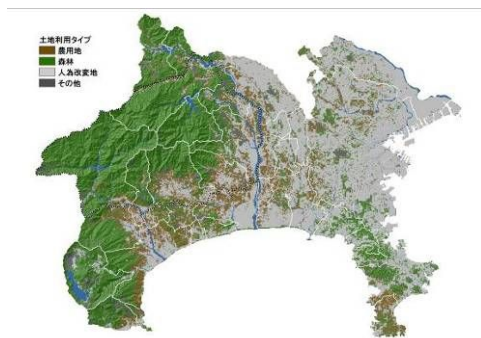 土地利用タイプ
農用地
森林
人為改変地
その他